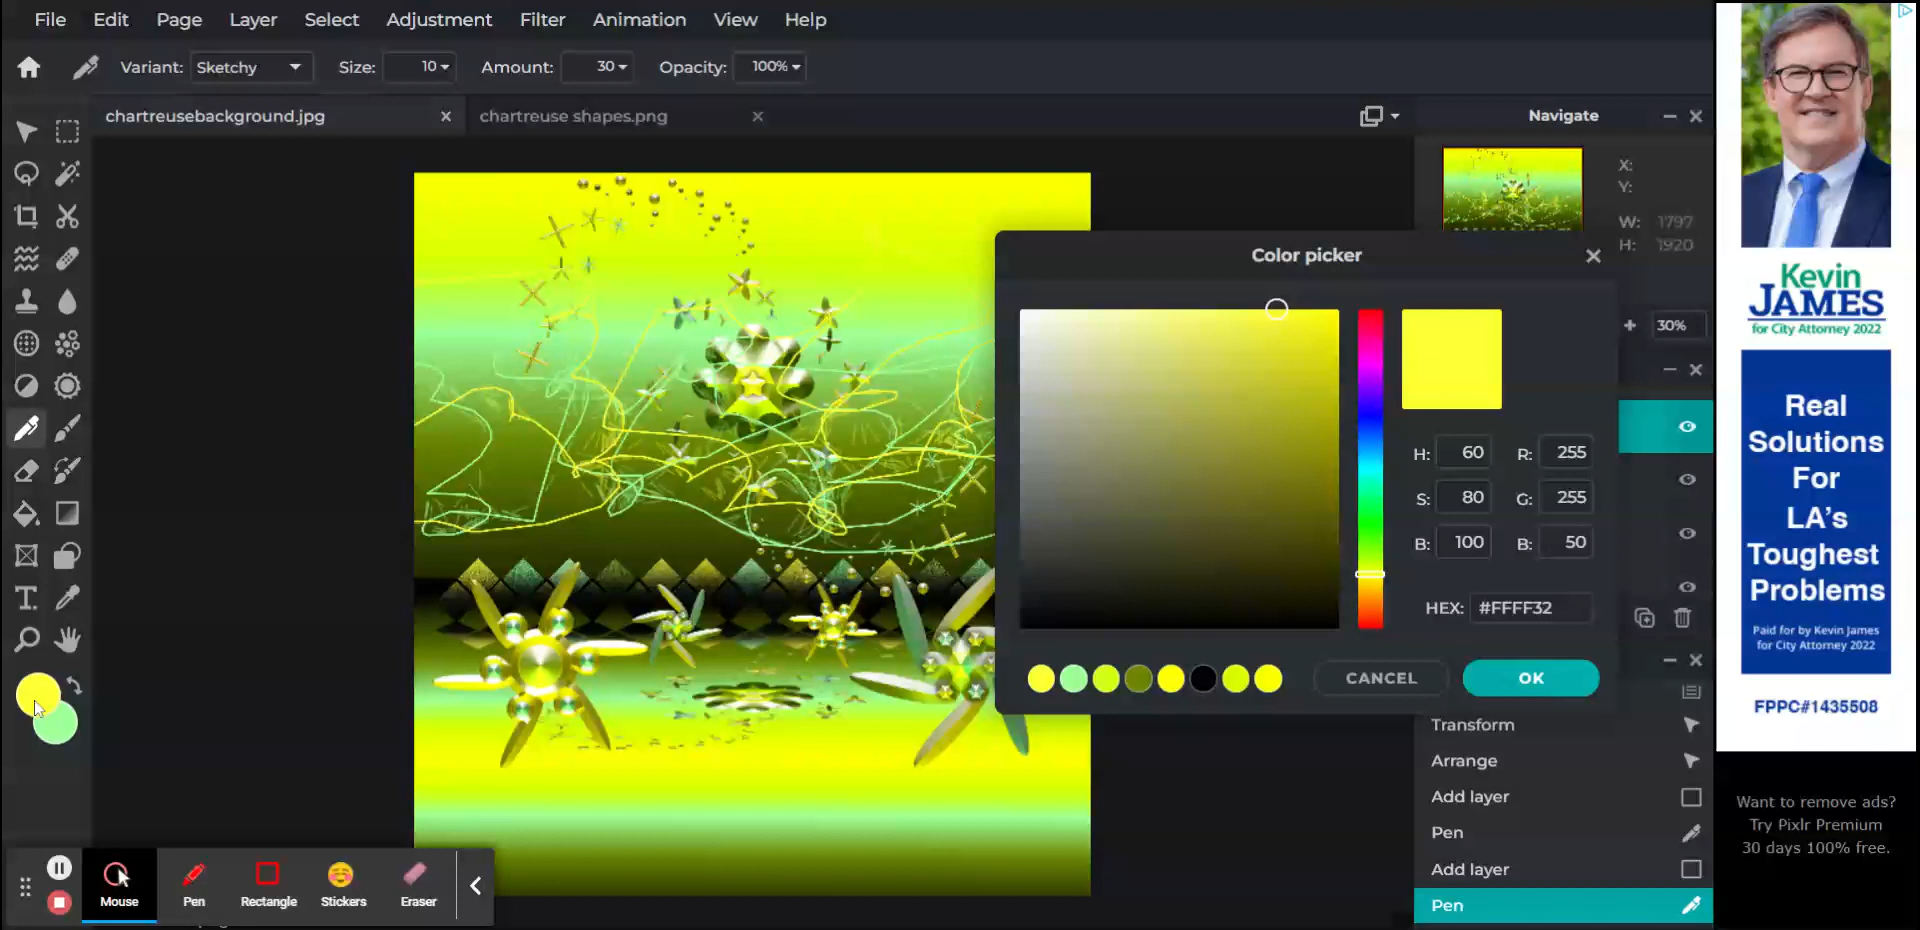 File Edit Page Layer Select Adjustment Filter Animation View Help
Variant: Sketchy Size: 10 Amount: 30 Opacity: 100%
chartreusebackground.jpg chartreuse shapes.png
Navigate
X:
Y:
W: 1797
H: 1920
30%
Color picker
H: 60 R: 255
S: 80 G: 255
B: 100 B: 50
HEX: #FFFF32
CANCEL OK
Transform
Arrange
Add layer
Pen
Add layer
Pen
Mouse Pen Rectangle Stickers Eraser
Kevin
JAMES
for City Attorney 2022
Real
Solutions
For
LA's
Toughest
Problems
Paid for by Kevin James
for City Attorney 2022
FPPC#1435508
Want to remove ads?
Try Pixlr Premium
30 days 100% free.